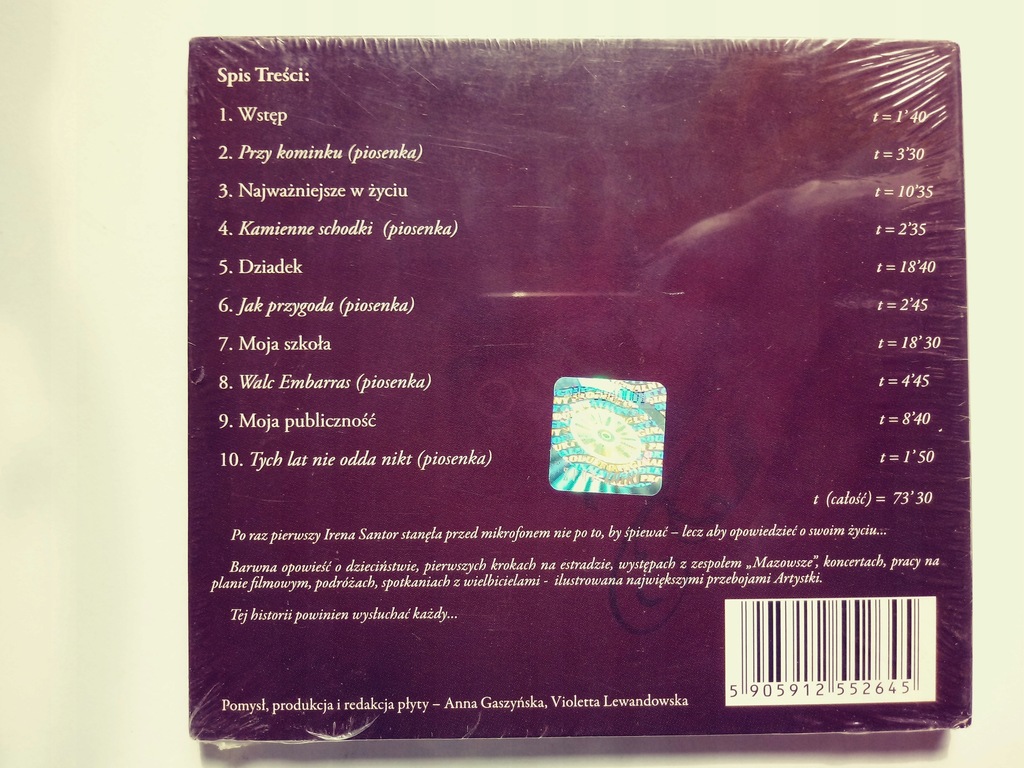 Spis Treści:
1. Wstęp t = 1'40
2. Przy kominku (piosenka) t = 3'30
3. Najważniejsze w życiu t = 10'35
4. Kamienne schodki (piosenka) t = 2'35
5. Dziadek t = 18'40
6. Jak przygoda (piosenka) t = 2'45
7. Moja szkoła t = 18'30
8. Walc Embarras (piosenka) t = 4'45
9. Moja publiczność t = 8'40
10. Tych lat nie odda nikt (piosenka) t = 1'50
t (całość) = 73'30
Po raz pierwszy Irena Santor stanęła przed mikrofonem nie po to, by śpiewać – lecz aby opowiedzieć o swoim życiu...
Barwna opowieść o dzieciństwie, pierwszych krokach na estradzie, występach z zespołem „Mazowsze”, koncertach, pracy na
planie filmowym, podróżach, spotkaniach z wielbicielami - ilustrowana największymi przebojami Artystki.
Tej historii powinien wysłuchać każdy...
5 905912 552645
Pomysł, produkcja i redakcja płyty – Anna Gaszyńska, Violetta Lewandowska